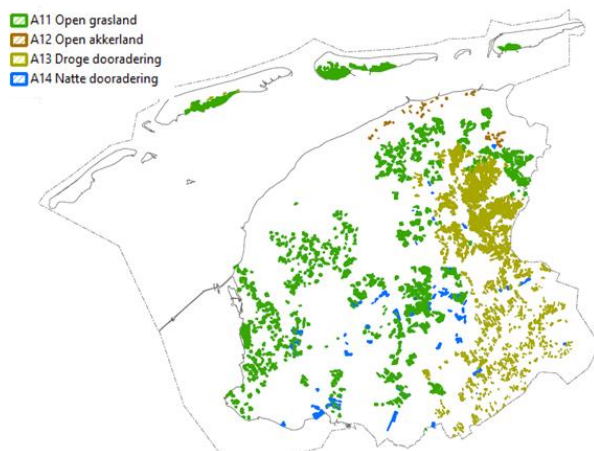 A11 Open grasland
A12 Open akkerland
A13 Droge dooradering
A14 Natte dooradering